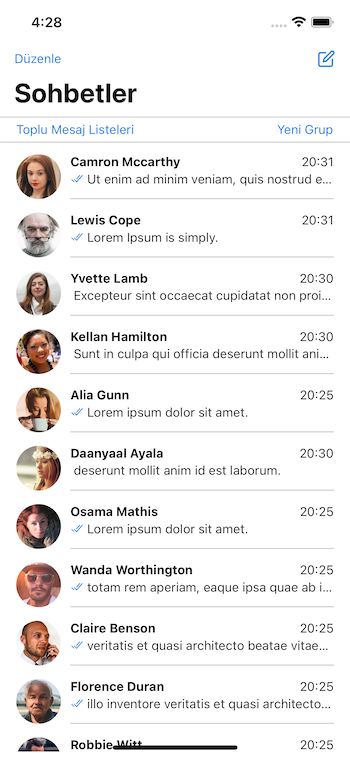 4:28
Düzenle
Sohbetler
Toplu Mesaj Listeleri Yeni Grup
Camron Mccarthy 20:31
Ut enim ad minim veniam, quis nostrud e...
Lewis Cope 20:31
Lorem Ipsum is simply.
Yvette Lamb 20:30
Excepteur sint occaecat cupidatat non proi...
Kellan Hamilton 20:30
Sunt in culpa qui officia deserunt mollit ani...
Alia Gunn 20:25
Lorem ipsum dolor sit amet.
Daanyaal Ayala 20:30
deserunt mollit anim id est laborum.
Osama Mathis 20:25
Lorem ipsum dolor sit amet.
Wanda Worthington 20:25
totam rem aperiam, eaque ipsa quae ab i...
Claire Benson 20:25
veritatis et quasi architecto beatae vitae...
Florence Duran 20:25
illo inventore veritatis et quasi architecto...
Robbie Witt 20:25